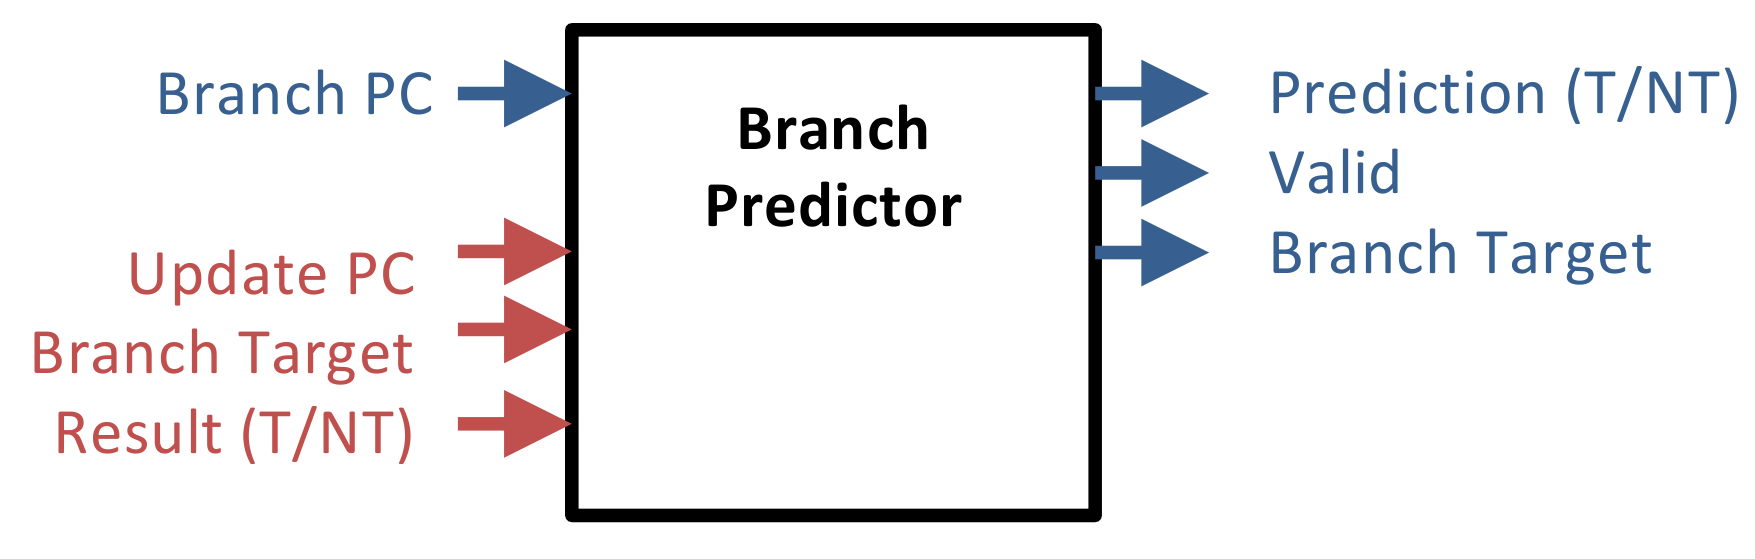 Branch PC
Update PC
Branch Target
Result (T/NT)
Branch
Predictor
Prediction (T/NT)
Valid
Branch Target